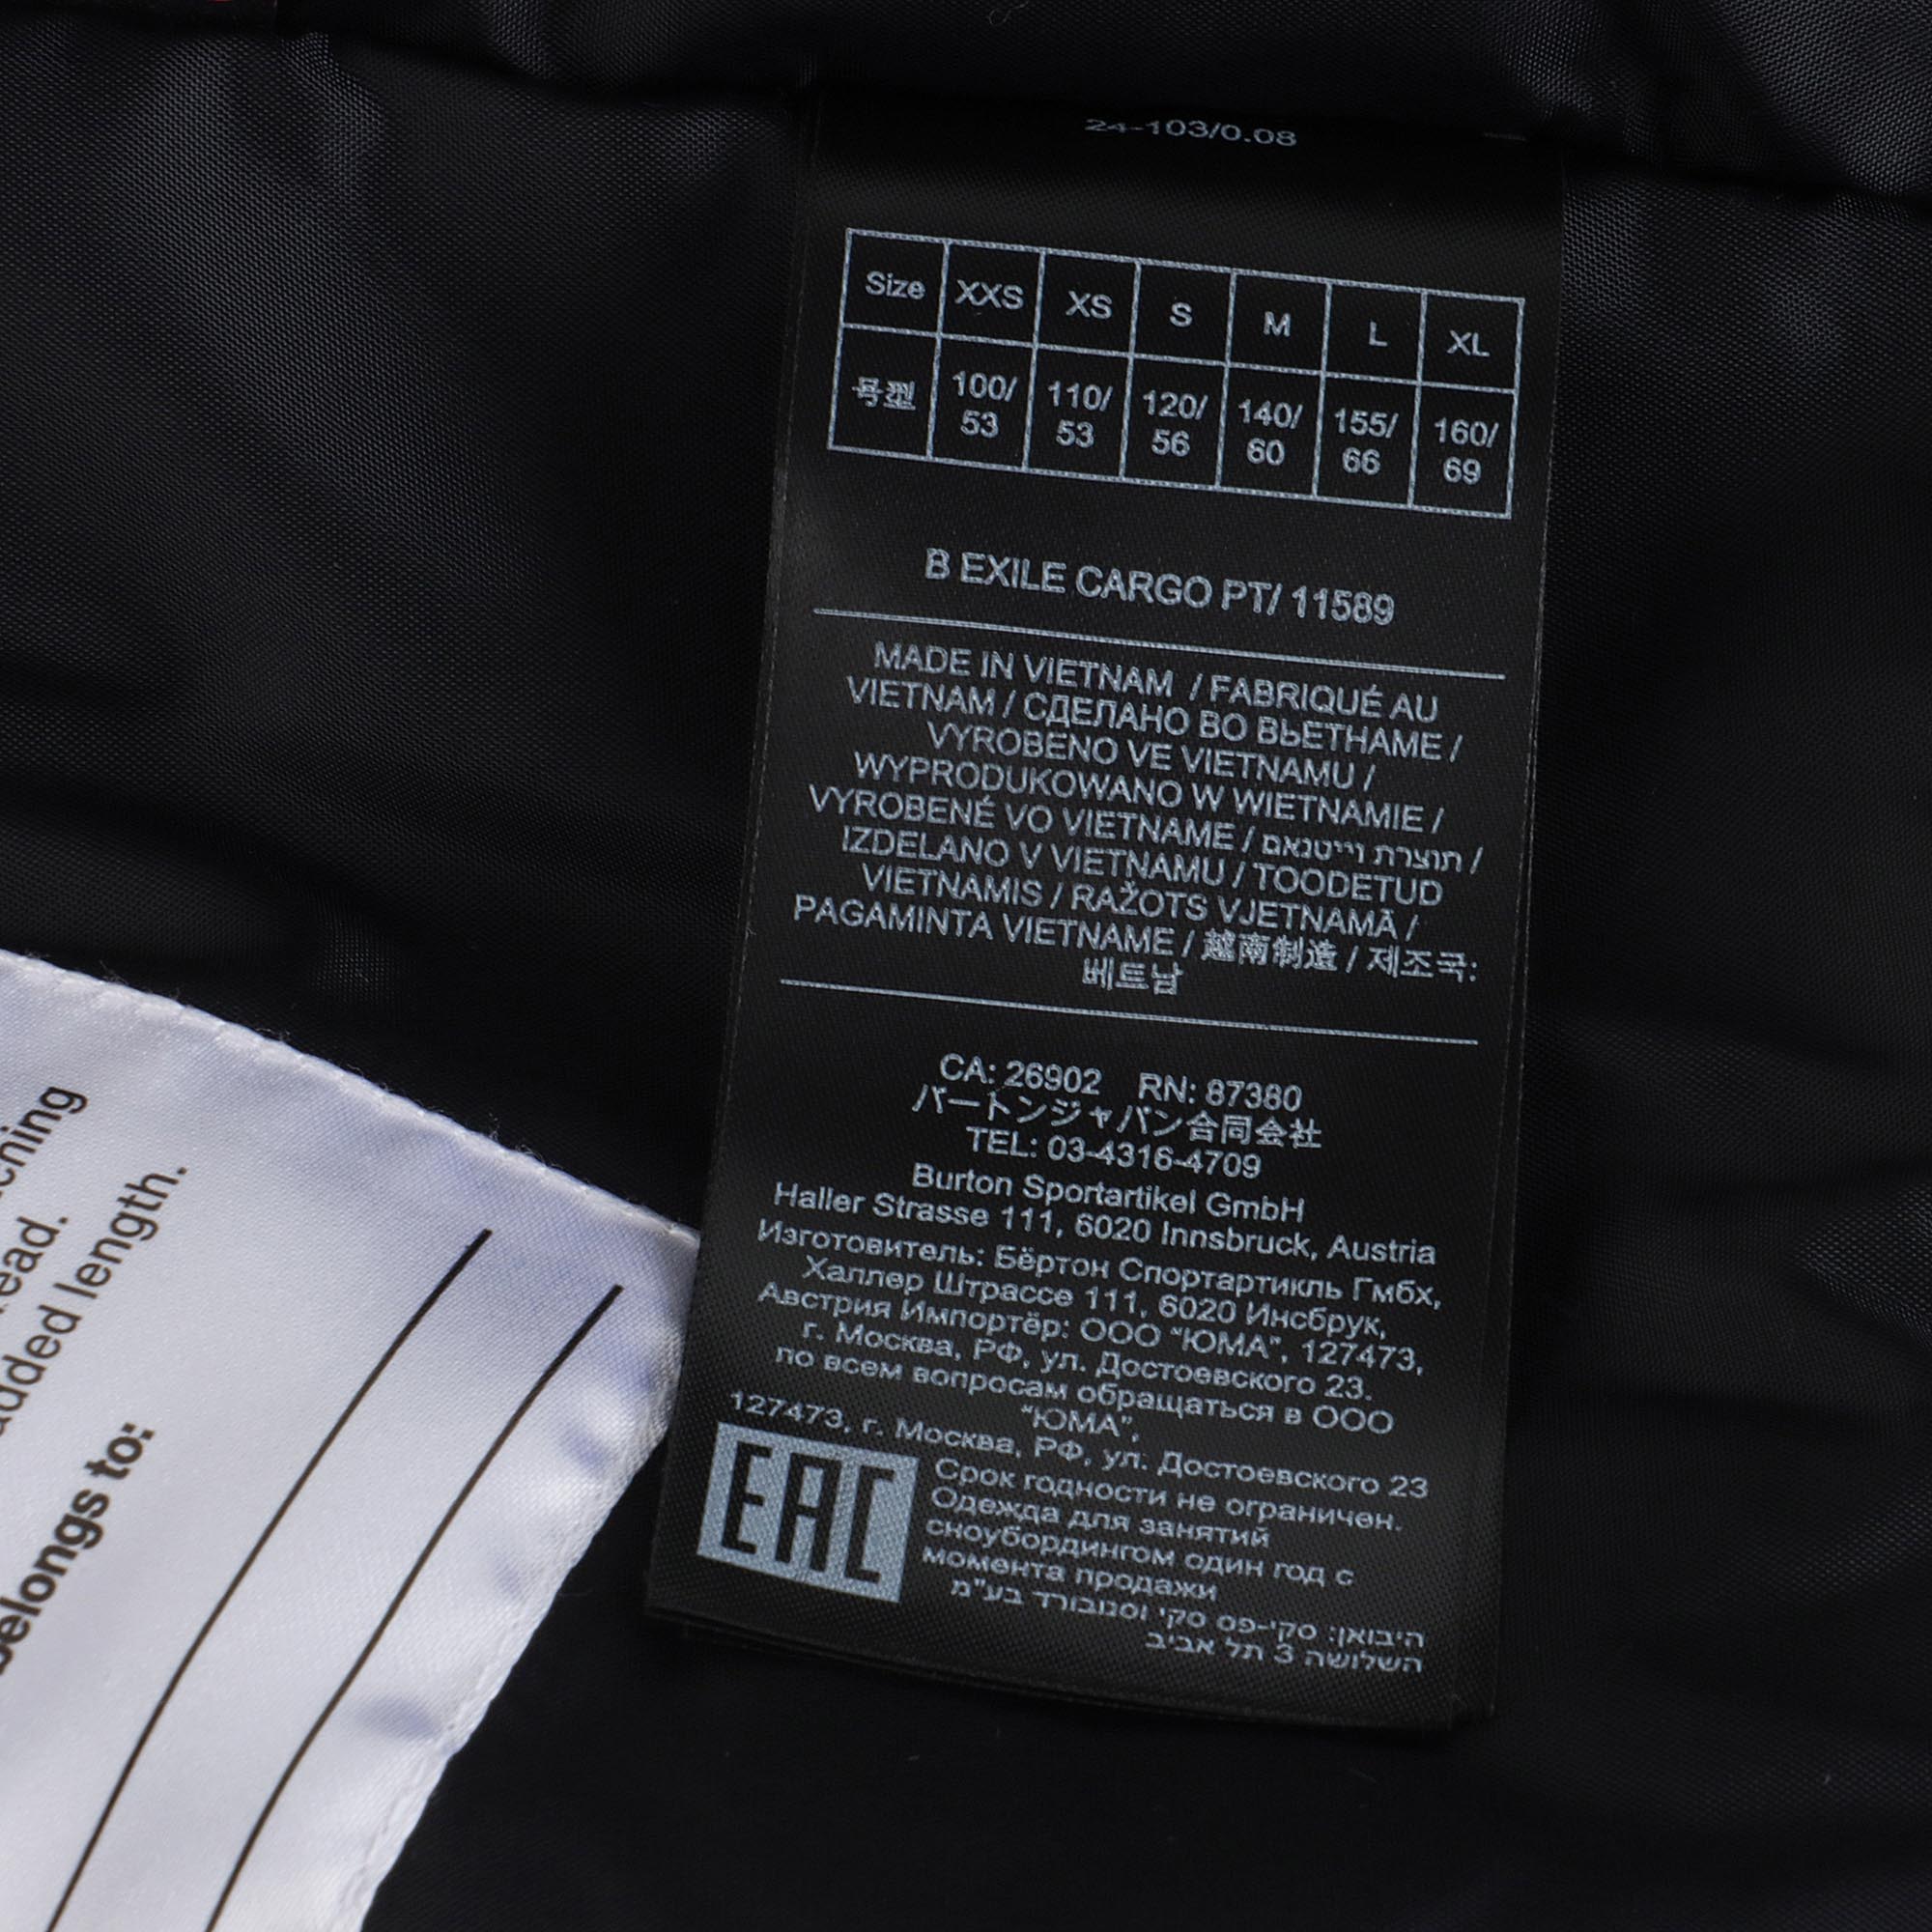 24-103/0.08
Size XXS XS S M L XL
号型 100/53 110/53 120/56 140/60 155/66 160/69
B EXILE CARGO PT/ 11589
MADE IN VIETNAM / FABRIQUÉ AU
VIETNAM / СДЕЛАНО ВО ВЬЕТНАМЕ /
VYROBENO VE VIETNAMU /
WYPRODUKOWANO W WIETNAMIE /
VYROBENÉ VO VIETNAME / תוצרת וייטנאם /
IZDELANO V VIETNAMU / TOODETUD
VIETNAMIS / RAŽOTS VJETNAMĀ /
PAGAMINTA VIETNAME / 越南制造 / 제조국:
베트남
CA: 26902 RN: 87380
バートンジャパン合同会社
TEL: 03-4316-4709
Burton Sportartikel GmbH
Haller Strasse 111, 6020 Innsbruck, Austria
Изготовитель: Бёртон Спортартикль Гмбх,
Халлер Штрассе 111, 6020 Инсбрук,
Австрия Импортёр: ООО "ЮМА", 127473,
г. Москва, РФ, ул. Достоевского 23.
по всем вопросам обращаться в ООО
"ЮМА",
127473, г. Москва, РФ, ул. Достоевского 23
EAC
Срок годности не ограничен.
Одежда для занятий
сноубордингом один год с
момента продажи
היבואן: סקי-פס סקי וסנובורד בע"מ
השלושה 3 תל אביב
added length.
belongs to: